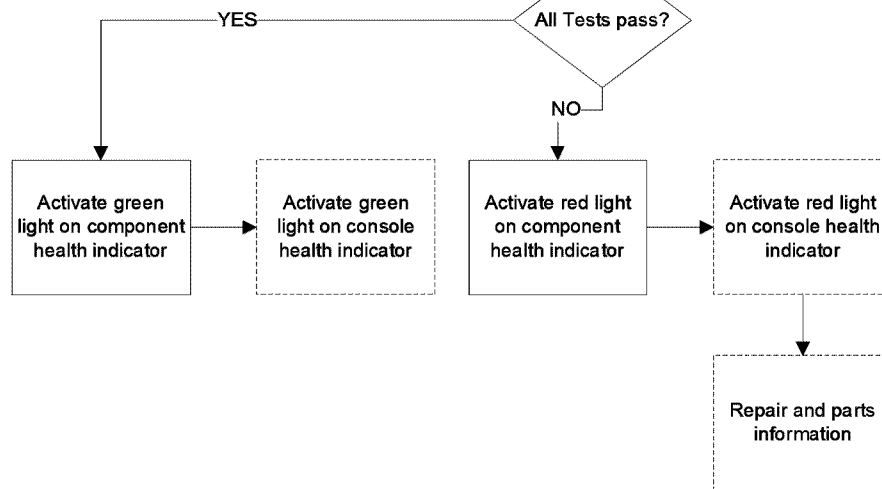 YES
All Tests pass?
NO
Activate green
light on component
health indicator
Activate green
light on console
health indicator
Activate red light
on component
health indicator
Activate red light
on console health
indicator
Repair and parts
information